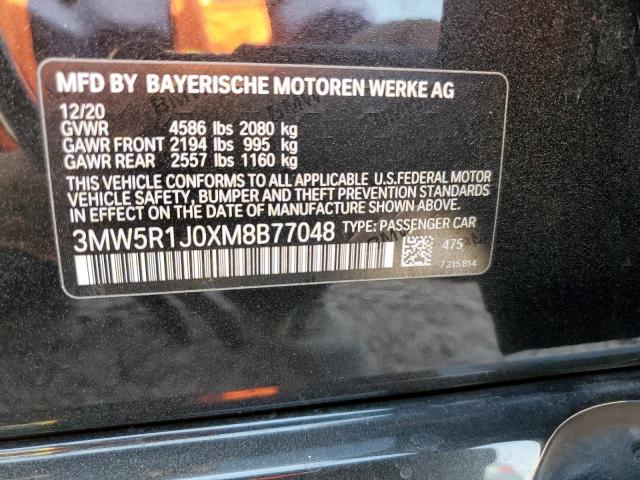 MFD BY BAYERISCHE MOTOREN WERKE AG
12/20
GVWR 4586 lbs 2080 kg
GAWR FRONT 2194 lbs 995 kg
GAWR REAR 2557 lbs 1160 kg
THIS VEHICLE CONFORMS TO ALL APPLICABLE U.S.FEDERAL MOTOR
VEHICLE SAFETY, BUMPER AND THEFT PREVENTION STANDARDS
IN EFFECT ON THE DATE OF MANUFACTURE SHOWN ABOVE.
3MW5R1J0XM8B77048 TYPE: PASSENGER CAR
475
7 315 814